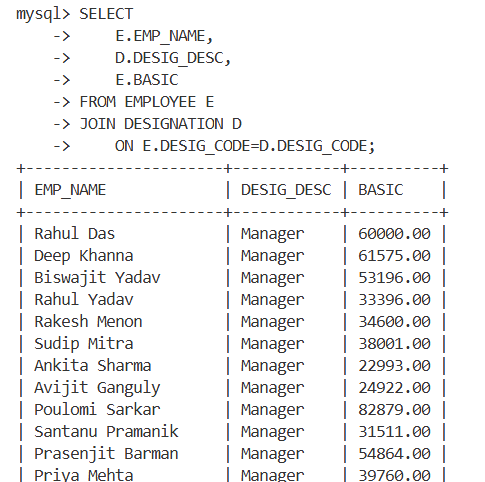 mysql> SELECT
    ->     E.EMP_NAME,
    ->     D.DESIG_DESC,
    ->     E.BASIC
    -> FROM EMPLOYEE E
    -> JOIN DESIGNATION D
    ->     ON E.DESIG_CODE=D.DESIG_CODE;
+----------------------+------------+----------+
| EMP_NAME             | DESIG_DESC | BASIC    |
+----------------------+------------+----------+
| Rahul Das            | Manager    | 60000.00 |
| Deep Khanna          | Manager    | 61575.00 |
| Biswajit Yadav       | Manager    | 53196.00 |
| Rahul Yadav          | Manager    | 33396.00 |
| Rakesh Menon         | Manager    | 34600.00 |
| Sudip Mitra          | Manager    | 38001.00 |
| Ankita Sharma        | Manager    | 22993.00 |
| Avijit Ganguly       | Manager    | 24922.00 |
| Poulomi Sarkar       | Manager    | 82879.00 |
| Santanu Pramanik     | Manager    | 31511.00 |
| Prasenjit Barman     | Manager    | 54864.00 |
| Priya Mehta          | Manager    | 39760.00 |